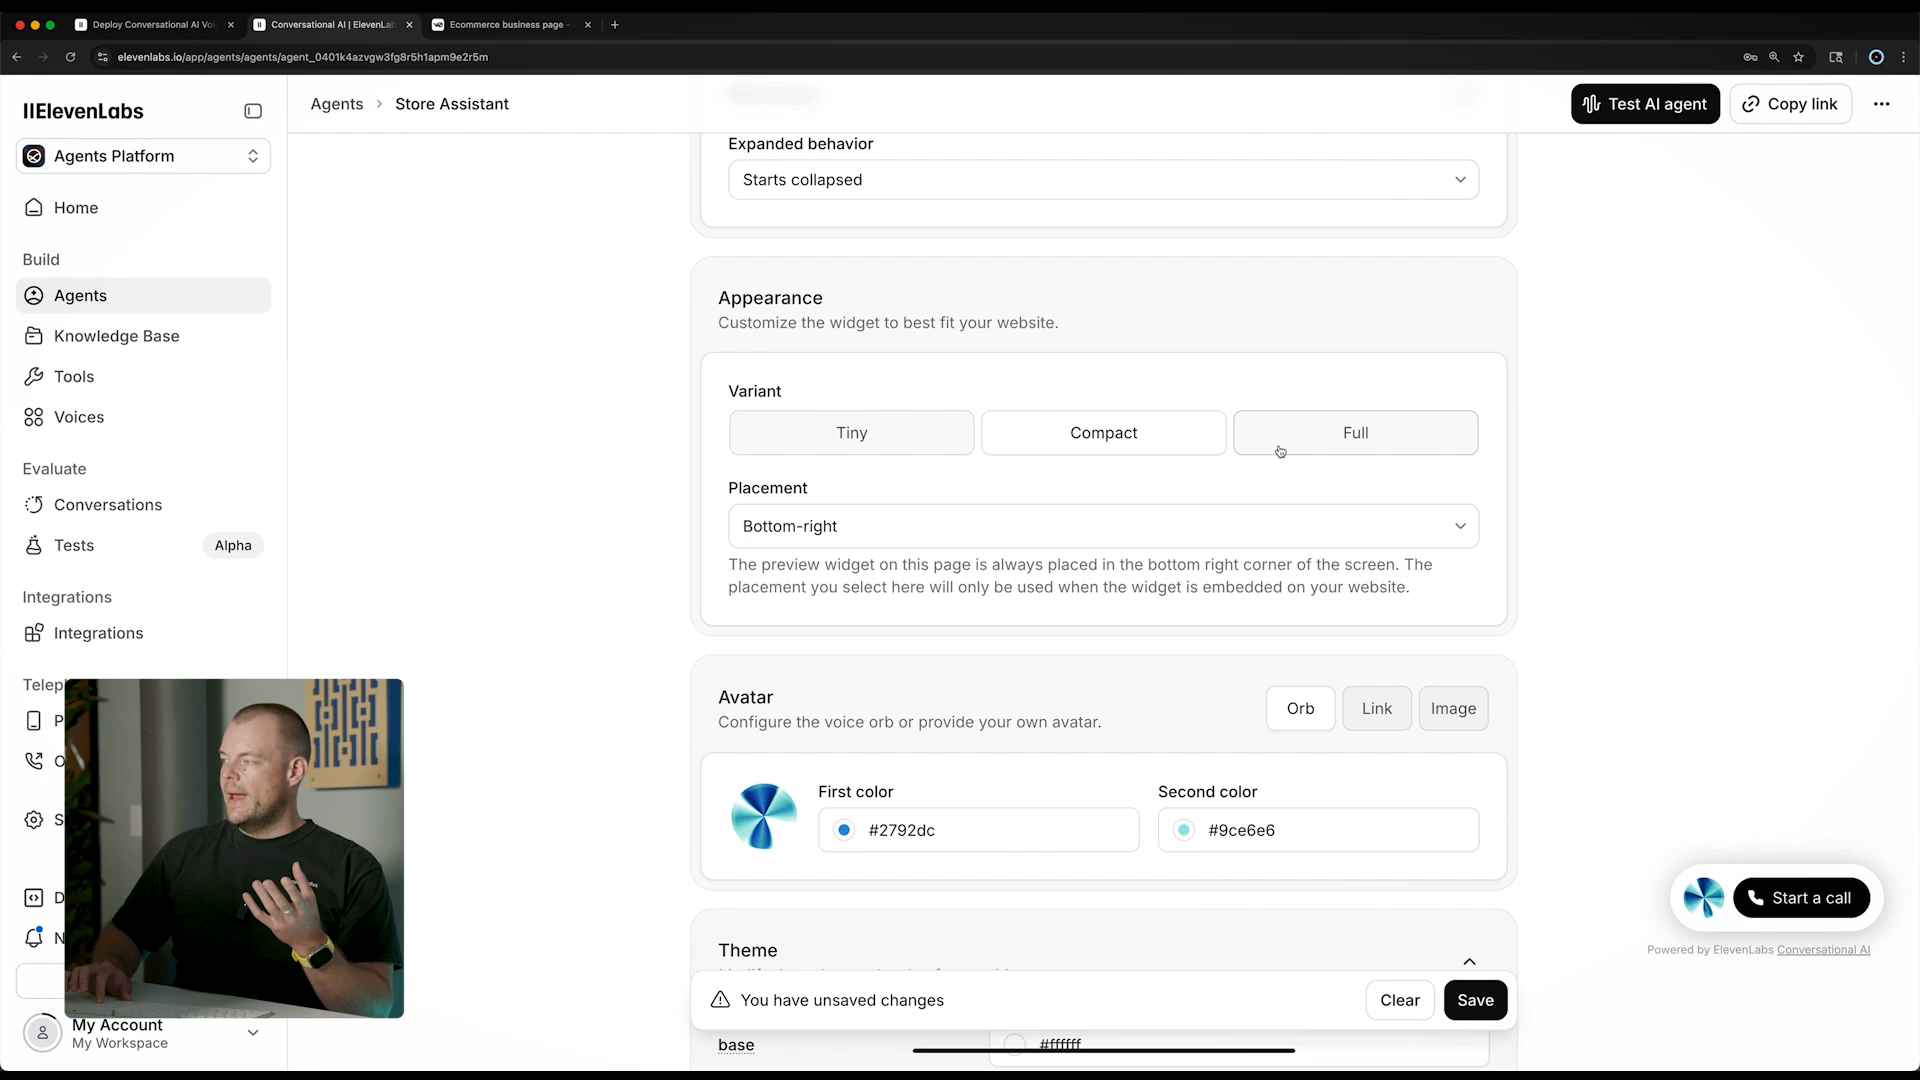 Deploy Conversational AI Voi
Conversational AI | ElevenLab
Ecommerce business page -
elevenlabs.io/app/agents/agents/agent_0401k4azvgw3fg8r5h1apm9e2r5m
IIElevenLabs
Agents > Store Assistant
Test AI agent
Copy link
Agents Platform
Home
Build
Agents
Knowledge Base
Tools
Voices
Evaluate
Conversations
Tests
Alpha
Integrations
Integrations
Telep
P
O
S
D
N
My Account
My Workspace
Expanded behavior
Starts collapsed
Appearance
Customize the widget to best fit your website.
Variant
Tiny
Compact
Full
Placement
Bottom-right
The preview widget on this page is always placed in the bottom right corner of the screen. The
placement you select here will only be used when the widget is embedded on your website.
Avatar
Configure the voice orb or provide your own avatar.
Orb
Link
Image
First color
#2792dc
Second color
#9ce6e6
Theme
You have unsaved changes
Clear
Save
base
#ffffff
Start a call
Powered by ElevenLabs Conversational AI